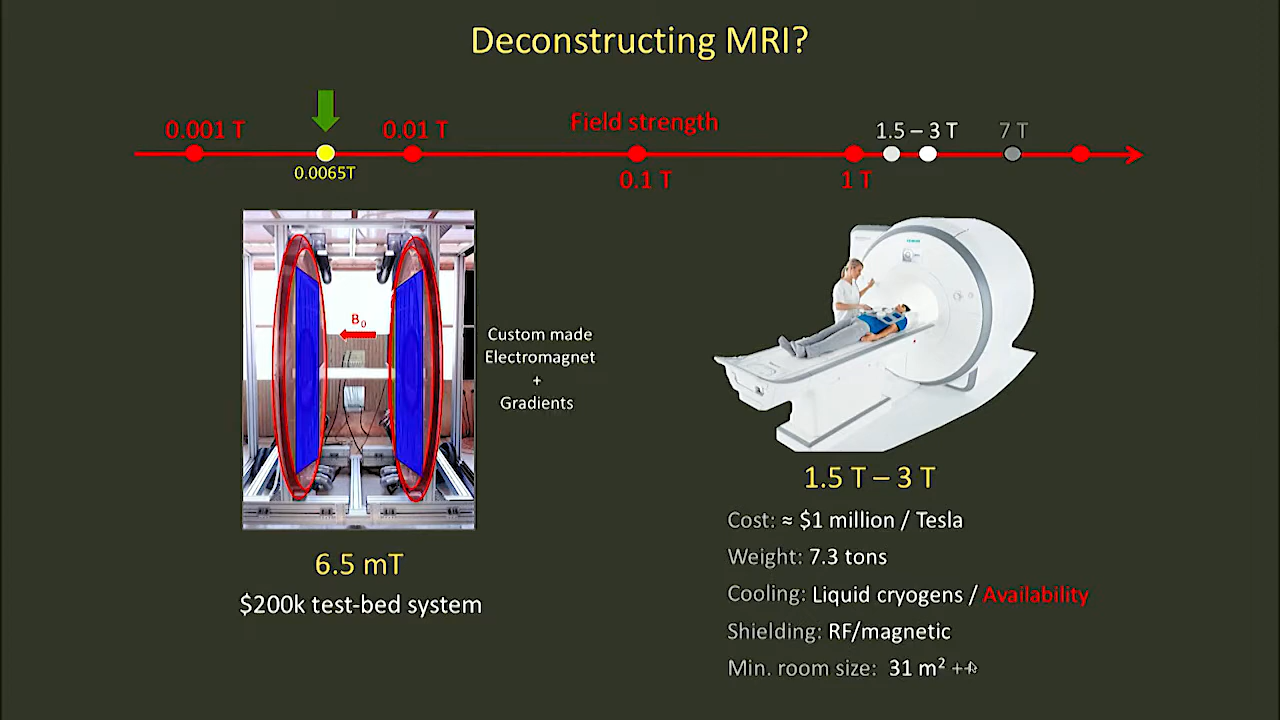 Deconstructing MRI?
0.001 T
0.01 T
Field strength
1.5 – 3 T
7 T
0.0065T
0.1 T
1 T
B0
Custom made
Electromagnet
+
Gradients
6.5 mT
$200k test-bed system
1.5 T – 3 T
Cost: ≈ $1 million / Tesla
Weight: 7.3 tons
Cooling: Liquid cryogens / Availability
Shielding: RF/magnetic
Min. room size: 31 m² ++